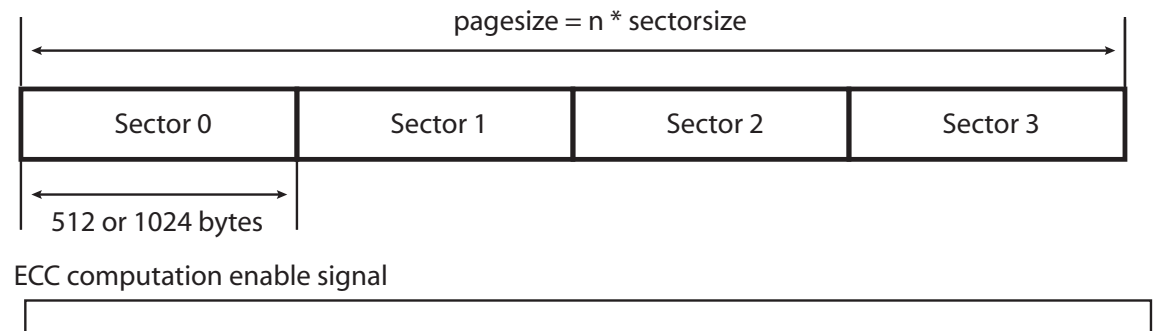 pagesize = n * sectorsize
Sector 0 Sector 1 Sector 2 Sector 3
512 or 1024 bytes
ECC computation enable signal